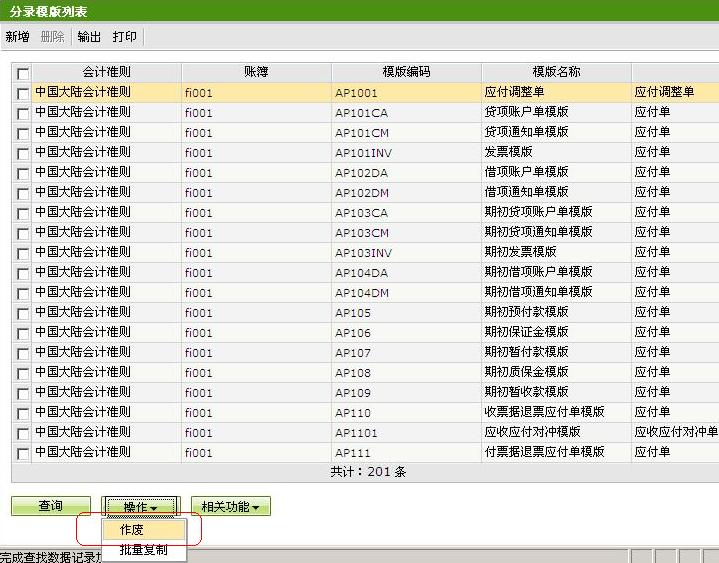 分录模版列表
新增 删除 输出 打印
会计准则 账簿 模版编码 模版名称
中国大陆会计准则 fi001 AP1001 应付调整单 应付调整单
中国大陆会计准则 fi001 AP101CA 贷项账户单模版 应付单
中国大陆会计准则 fi001 AP101CM 贷项通知单模版 应付单
中国大陆会计准则 fi001 AP101INV 发票模版 应付单
中国大陆会计准则 fi001 AP102DA 借项账户单模版 应付单
中国大陆会计准则 fi001 AP102DM 借项通知单模版 应付单
中国大陆会计准则 fi001 AP103CA 期初贷项账户单模版 应付单
中国大陆会计准则 fi001 AP103CM 期初贷项通知单模版 应付单
中国大陆会计准则 fi001 AP103INV 期初发票模版 应付单
中国大陆会计准则 fi001 AP104DA 期初借项账户单模版 应付单
中国大陆会计准则 fi001 AP104DM 期初借项通知单模版 应付单
中国大陆会计准则 fi001 AP105 期初预付款模版 应付单
中国大陆会计准则 fi001 AP106 期初保证金模版 应付单
中国大陆会计准则 fi001 AP107 期初暂付款模版 应付单
中国大陆会计准则 fi001 AP108 期初质保金模版 应付单
中国大陆会计准则 fi001 AP109 期初暂收款模版 应付单
中国大陆会计准则 fi001 AP110 收票据退票应付单模版 应付单
中国大陆会计准则 fi001 AP1101 应收应付对冲模版 应收应付对冲单
中国大陆会计准则 fi001 AP111 付票据退票应付单模版 应付单
共计：201 条
查询 操作 相关功能
作废
批量复制
完成查找数据记录